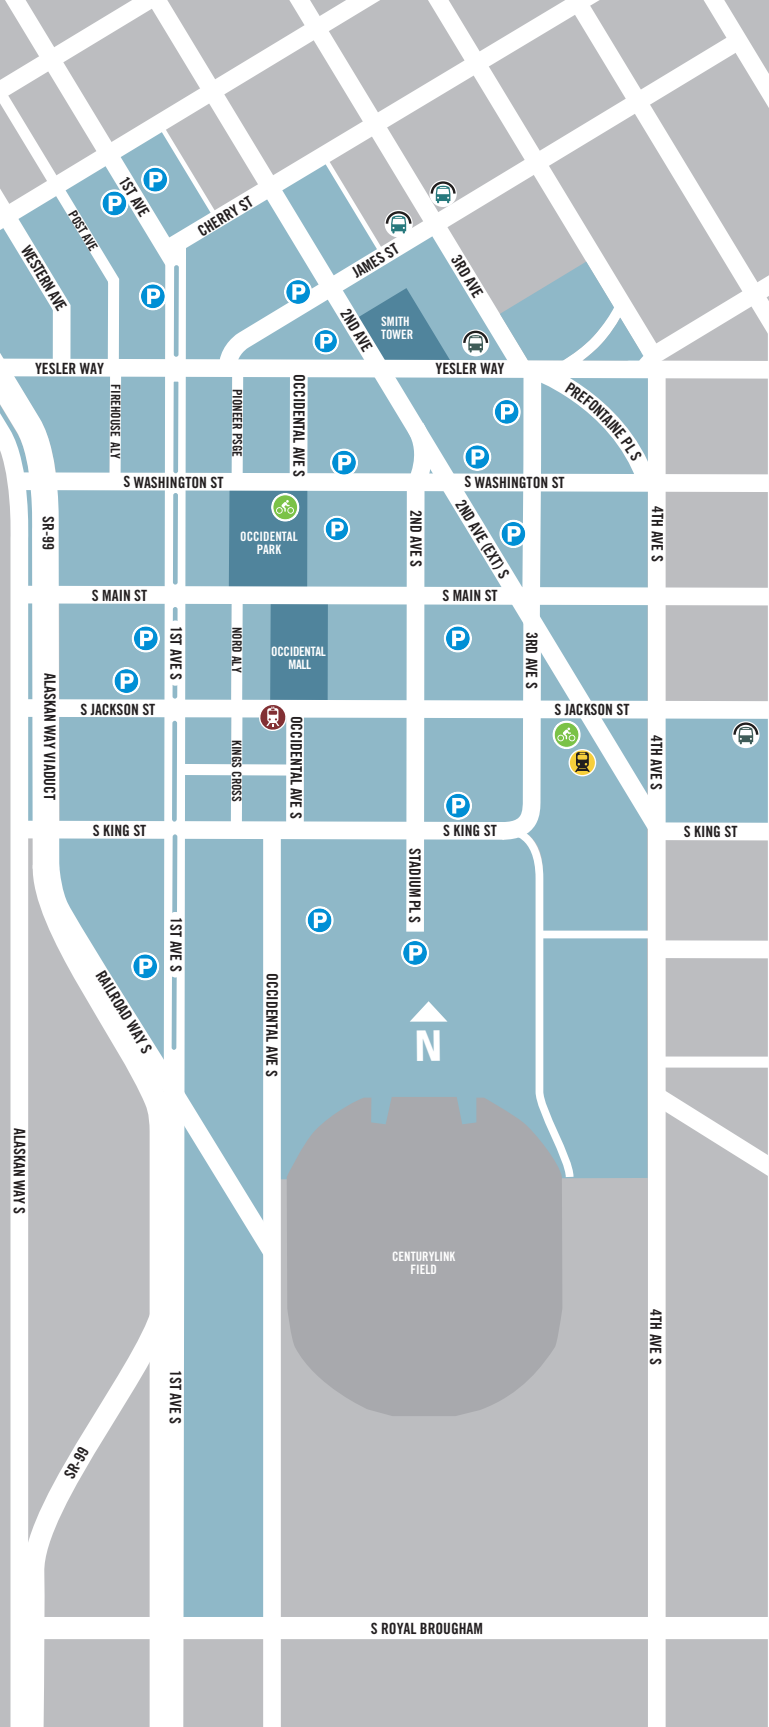 P
1ST AVE
P
POST AVE
CHERRY ST
WESTERN AVE
JAMES ST
3RD AVE
P
P
2ND AVE
SMITH
TOWER
P
YESLER WAY
YESLER WAY
FIREHOUSE ALY
PIONEER PSGE
OCCIDENTAL AVE S
PREFONTAINE PL S
P
P
P
S WASHINGTON ST
S WASHINGTON ST
SR-99
OCCIDENTAL
PARK
P
2ND AVE S
2ND AVE (EXT) S
P
4TH AVE S
S MAIN ST
S MAIN ST
P
1ST AVE S
NORD ALY
OCCIDENTAL
MALL
P
3RD AVE S
P
S JACKSON ST
S JACKSON ST
ALASKAN WAY VIADUCT
KINGS CROSS
OCCIDENTAL AVE S
4TH AVE S
P
S KING ST
S KING ST
S KING ST
STADIUM PL S
P
1ST AVE S
P
P
RAILROAD WAY S
OCCIDENTAL AVE S
N
ALASKAN WAY S
CENTURYLINK
FIELD
4TH AVE S
1ST AVE S
SR-99
S ROYAL BROUGHAM